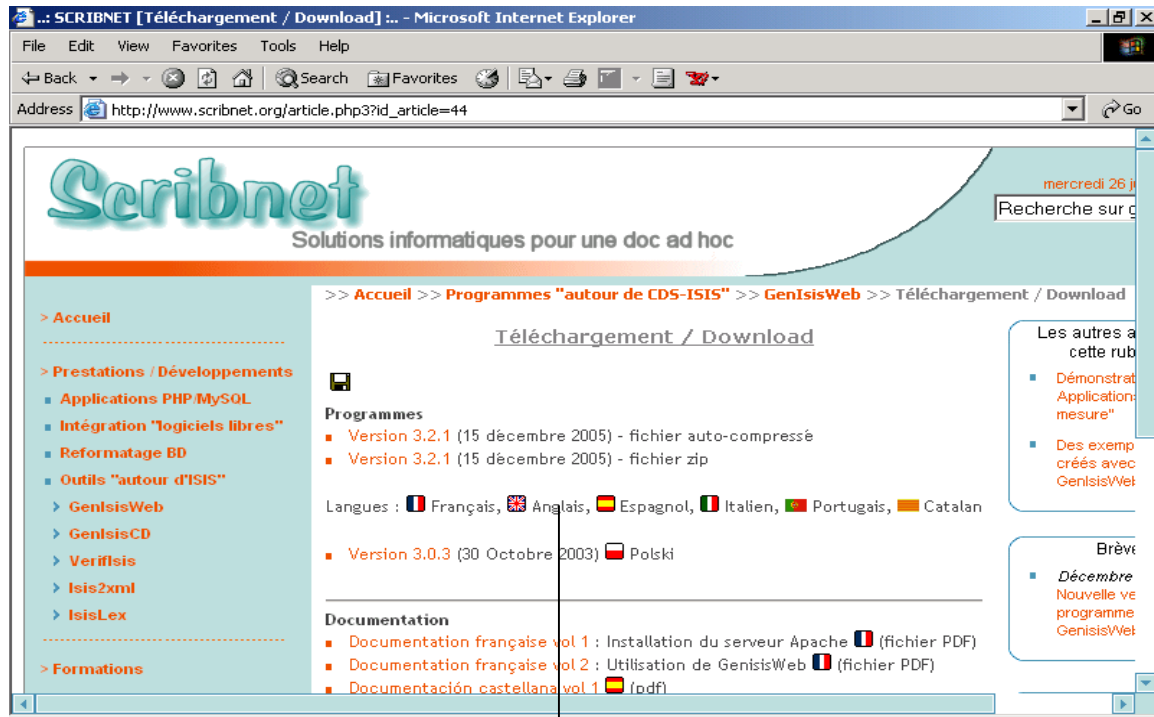 ..: SCRIBNET [Téléchargement / Download] :.. - Microsoft Internet Explorer
File Edit View Favorites Tools Help
Back Search Favorites
Address http://www.scribnet.org/article.php3?id_article=44 Go
Scribnet
Solutions informatiques pour une doc ad hoc
mercredi 26
Recherche sur
>> Accueil >> Programmes "autour de CDS-ISIS" >> GenIsisWeb >> Téléchargement / Download
> Accueil
> Prestations / Développements
Applications PHP/MySQL
Intégration "logiciels libres"
Reformatage BD
Outils "autour d'ISIS"
> GenIsisWeb
> GenIsisCD
> VerifIsis
> Isis2xml
> IsisLex
> Formations
Téléchargement / Download
Programmes
Version 3.2.1 (15 décembre 2005) - fichier auto-compressé
Version 3.2.1 (15 décembre 2005) - fichier zip
Langues : Français, Anglais, Espagnol, Italien, Portugais, Catalan
Version 3.0.3 (30 Octobre 2003) Polski
Documentation
Documentation française vol 1 : Installation du serveur Apache (fichier PDF)
Documentation française vol 2 : Utilisation de GenisisWeb (fichier PDF)
Documentación castellana vol 1 (pdf)
Les autres a
cette rub
Démonstrat
Application
mesure"
Des exemp
créés avec
GenIsisWeb
Brève
Décembre
Nouvelle ve
programme
GenisisWeb